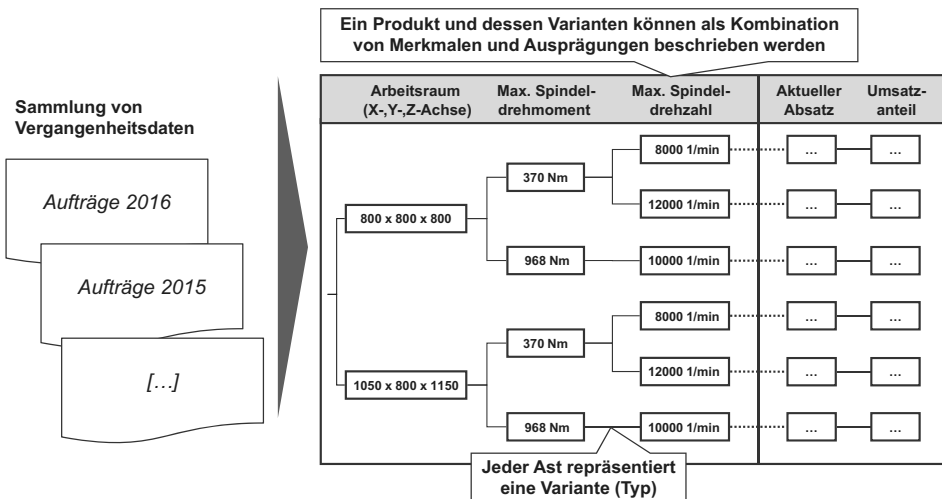 Ein Produkt und dessen Varianten können als Kombination
von Merkmalen und Ausprägungen beschrieben werden
Sammlung von
Vergangenheitsdaten
Aufträge 2016
Aufträge 2015
[…]
Arbeitsraum
(X-,Y-,Z-Achse)
Max. Spindel-
drehmoment
Max. Spindel-
drehzahl
Aktueller
Absatz
Umsatz-
anteil
800 x 800 x 800
370 Nm
8000 1/min
…
…
12000 1/min
…
…
968 Nm
10000 1/min
…
…
1050 x 800 x 1150
370 Nm
8000 1/min
…
…
12000 1/min
…
…
968 Nm
10000 1/min
…
…
Jeder Ast repräsentiert
eine Variante (Typ)